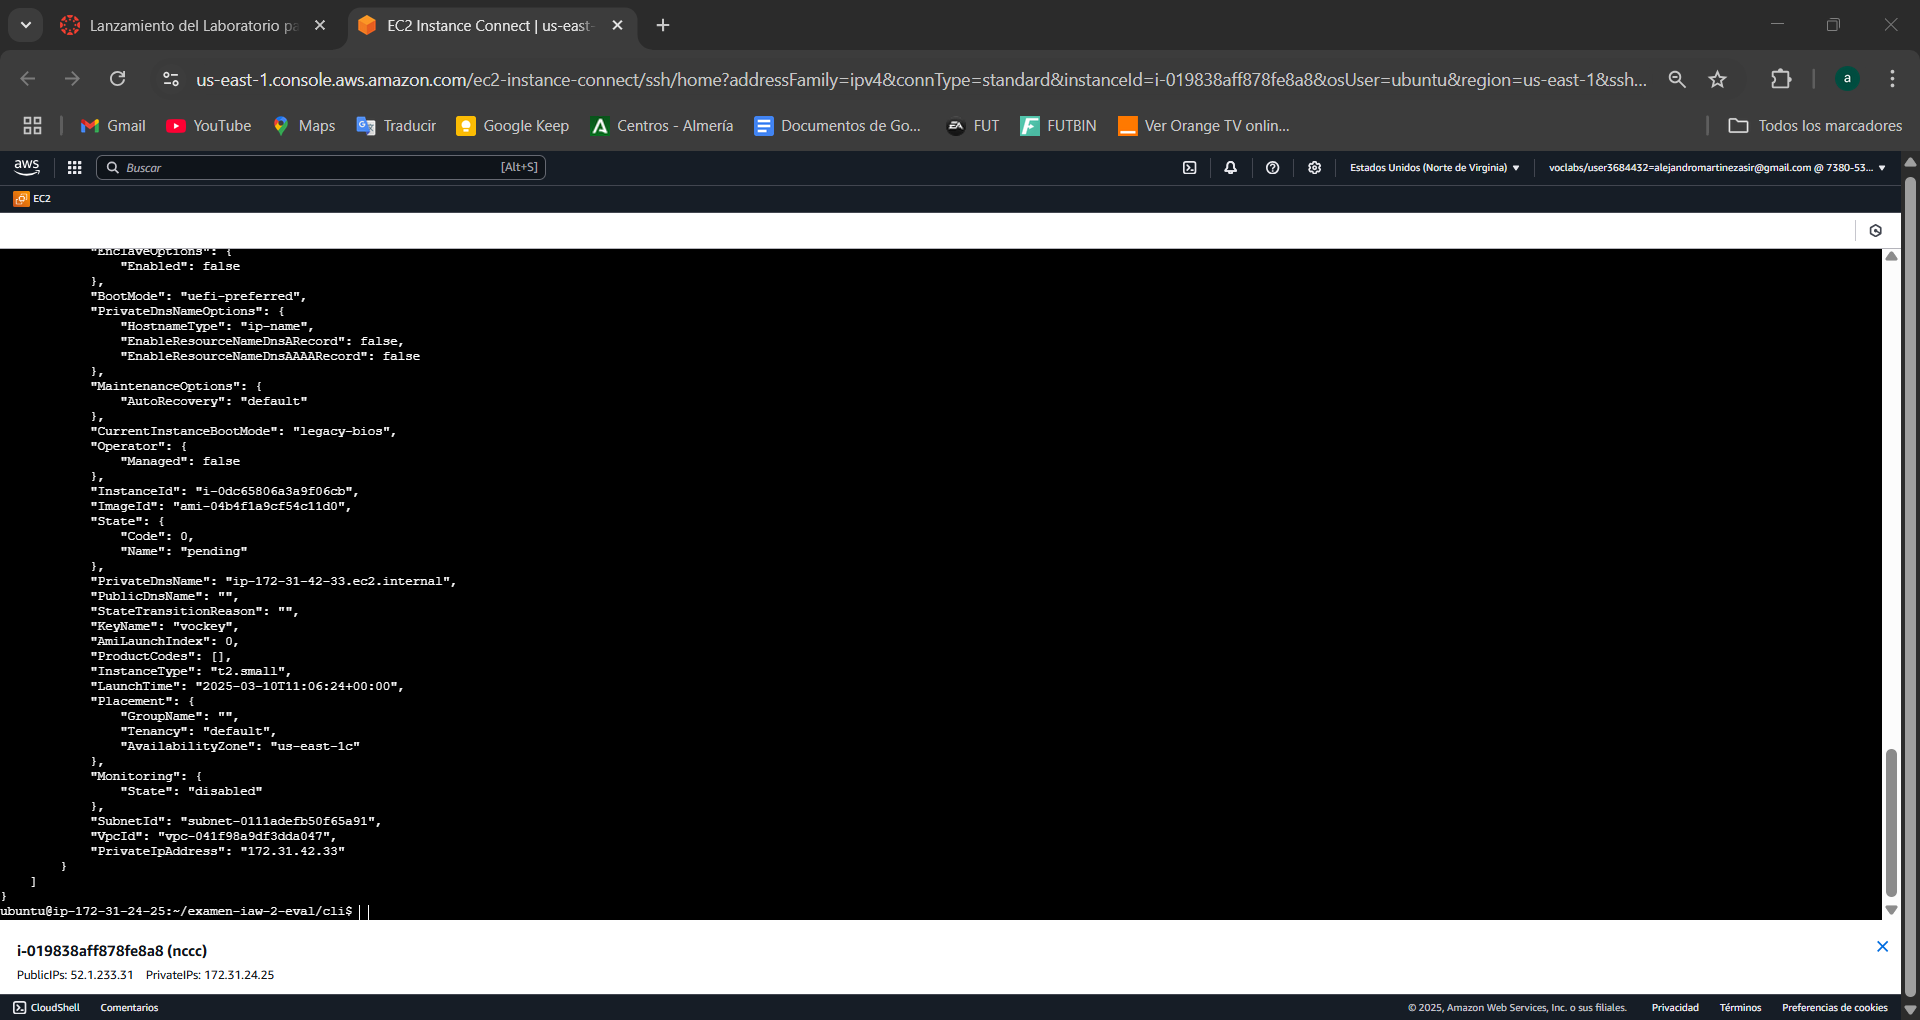 Lanzamiento del Laboratorio pa
EC2 Instance Connect | us-east-
us-east-1.console.aws.amazon.com/ec2-instance-connect/ssh/home?addressFamily=ipv4&connType=standard&instanceId=i-019838aff878fe8a8&osUser=ubuntu&region=us-east-1&ssh...
a
Gmail YouTube Maps Traducir Google Keep Centros - Almería Documentos de Go... FUT FUTBIN Ver Orange TV onlin... Todos los marcadores
aws Buscar [Alt+S] Estados Unidos (Norte de Virginia) voclabs/user3684432=alejandromartinezasir@gmail.com @ 7380-53...
EC2
"EnclaveOptions": {
"Enabled": false
},
"BootMode": "uefi-preferred",
"PrivateDnsNameOptions": {
"HostnameType": "ip-name",
"EnableResourceNameDnsARecord": false,
"EnableResourceNameDnsAAAARecord": false
},
"MaintenanceOptions": {
"AutoRecovery": "default"
},
"CurrentInstanceBootMode": "legacy-bios",
"Operator": {
"Managed": false
},
"InstanceId": "i-0dc65806a3a9f06cb",
"ImageId": "ami-04b4f1a9cf54c11d0",
"State": {
"Code": 0,
"Name": "pending"
},
"PrivateDnsName": "ip-172-31-42-33.ec2.internal",
"PublicDnsName": "",
"StateTransitionReason": "",
"KeyName": "vockey",
"AmiLaunchIndex": 0,
"ProductCodes": [],
"InstanceType": "t2.small",
"LaunchTime": "2025-03-10T11:06:24+00:00",
"Placement": {
"GroupName": "",
"Tenancy": "default",
"AvailabilityZone": "us-east-1c"
},
"Monitoring": {
"State": "disabled"
},
"SubnetId": "subnet-0111adefb50f65a91",
"VpcId": "vpc-041f98a9df3dda047",
"PrivateIpAddress": "172.31.42.33"
}
]
}
ubuntu@ip-172-31-24-25:~/examen-iaw-2-eval/cli$
i-019838aff878fe8a8 (nccc)
PublicIPs: 52.1.233.31 PrivateIPs: 172.31.24.25
CloudShell Comentarios © 2025, Amazon Web Services, Inc. o sus filiales. Privacidad Términos Preferencias de cookies